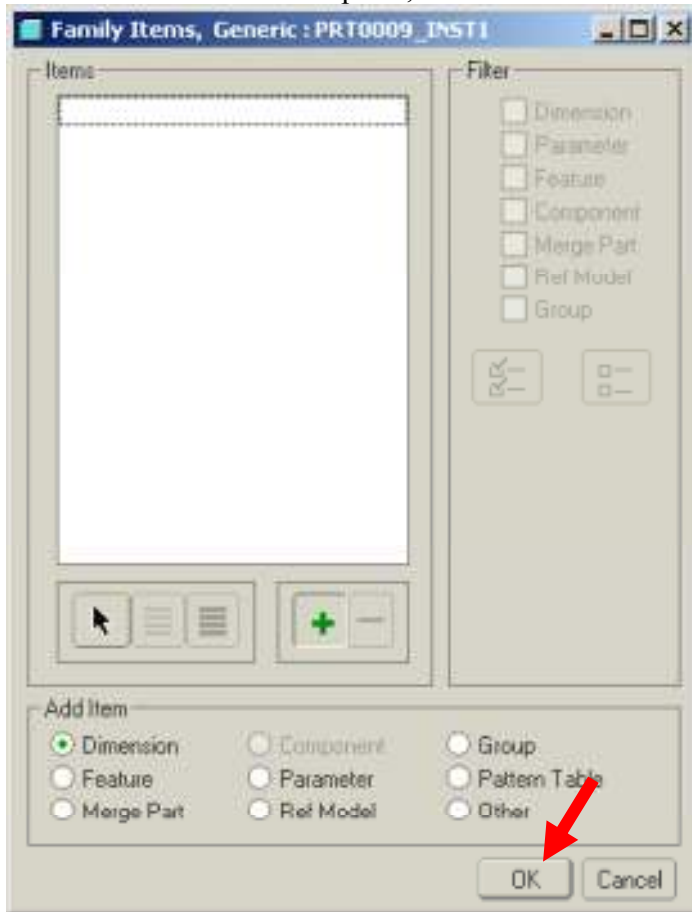 Family Items, Generic : PRT0009_INST1
Items
Filter
Dimension
Parameter
Feature
Component
Merge Part
Ref Model
Group
Add Item
Dimension
Component
Group
Feature
Parameter
Pattern Table
Merge Part
Ref Model
Other
OK
Cancel